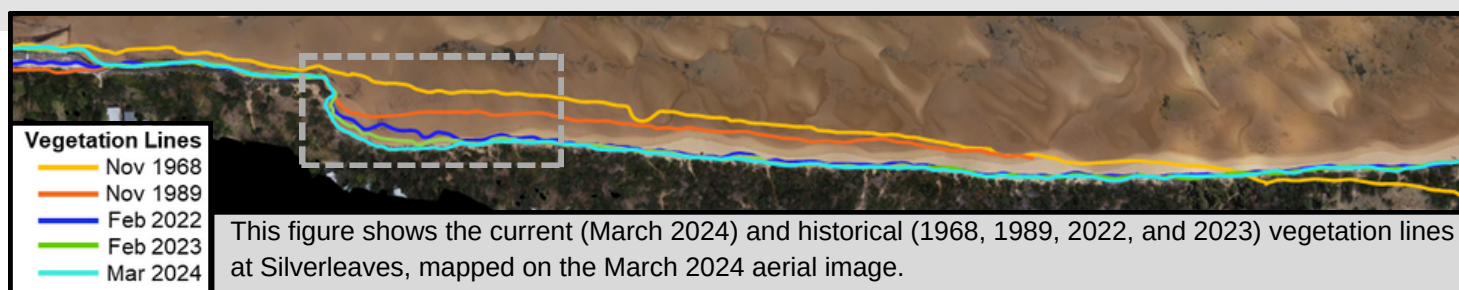 Vegetation Lines
Nov 1968
Nov 1989
Feb 2022
Feb 2023
Mar 2024
This figure shows the current (March 2024) and historical (1968, 1989, 2022, and 2023) vegetation lines
at Silverleaves, mapped on the March 2024 aerial image.